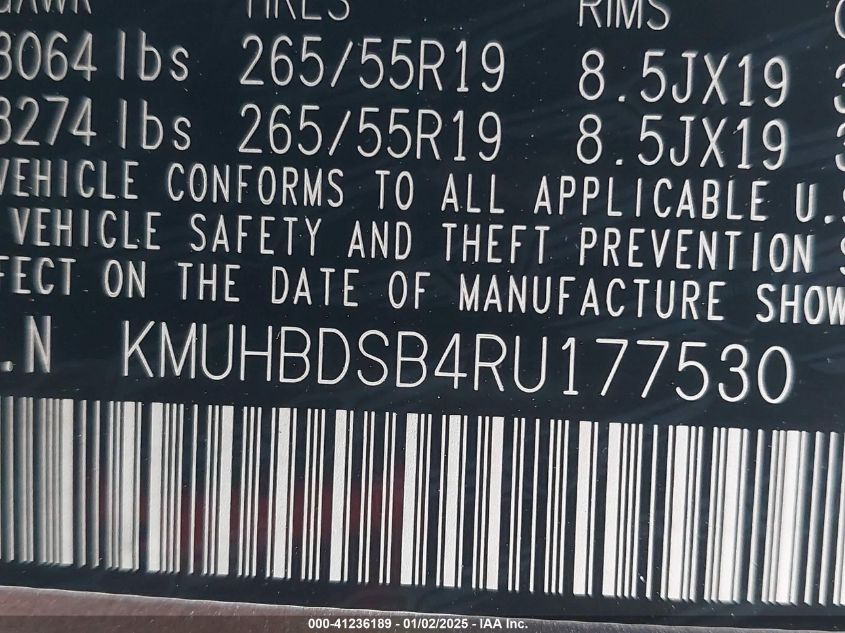 GAWR TIRES RIMS
3064 lbs 265/55R19 8.5JX19
3274 lbs 265/55R19 8.5JX19
VEHICLE CONFORMS TO ALL APPLICABLE U.S
VEHICLE SAFETY AND THEFT PREVENTION S
FECT ON THE DATE OF MANUFACTURE SHOW
.N KMUHBDSB4RU177530
000-41236189 - 01/02/2025 - IAA Inc.